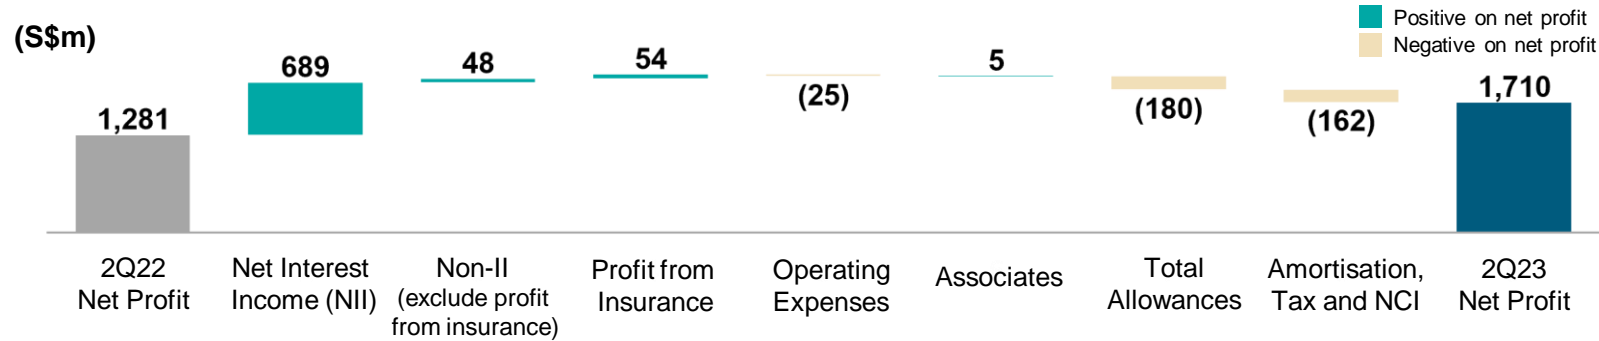 (S$m)
Positive on net profit
Negative on net profit
1,281
689
48
54
(25)
5
(180)
(162)
1,710
2Q22
Net Profit
Net Interest
Income (NII)
Non-II
(exclude profit
from insurance)
Profit from
Insurance
Operating
Expenses
Associates
Total
Allowances
Amortisation,
Tax and NCI
2Q23
Net Profit